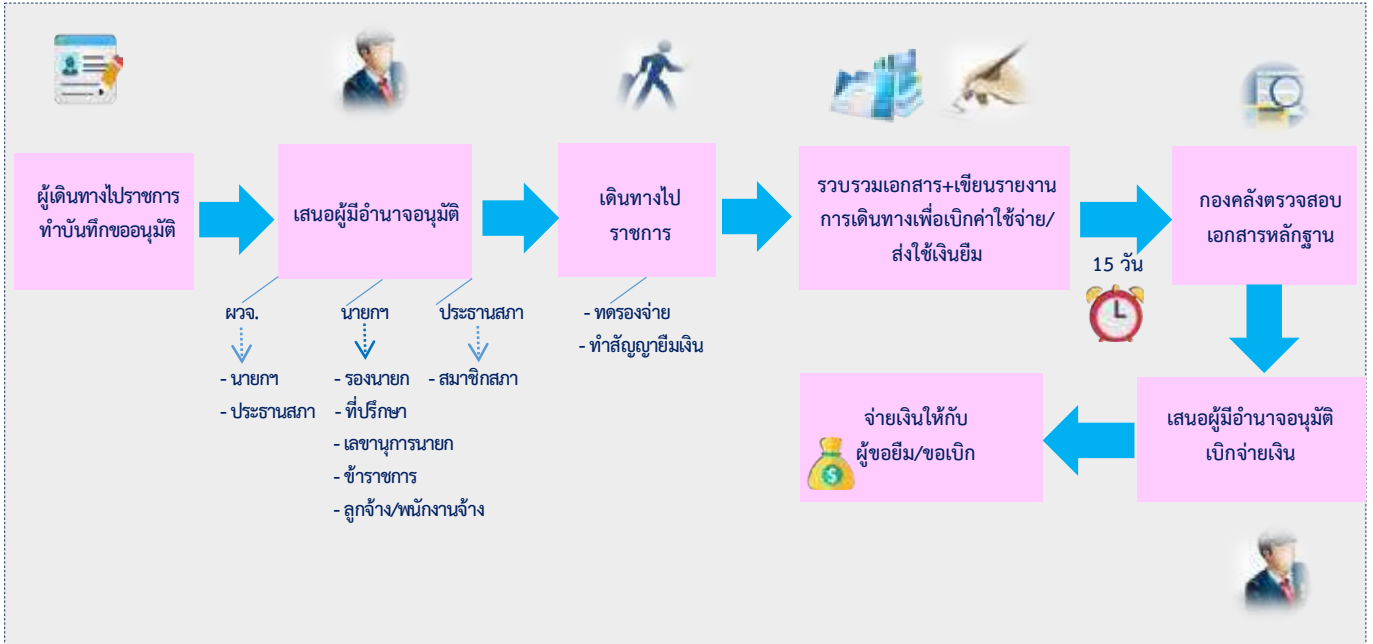 ผู้เดินทางไปราชการ
ทำบันทึกขออนุมัติ
เสนอผู้มีอำนาจอนุมัติ
ผวจ.
- นายกฯ
- ประธานสภา
นายกฯ
- รองนายก
- ที่ปรึกษา
- เลขานุการนายก
- ข้าราชการ
- ลูกจ้าง/พนักงานจ้าง
ประธานสภา
- สมาชิกสภา
เดินทางไป
ราชการ
- ทดรองจ่าย
- ทำสัญญายืมเงิน
รวบรวมเอกสาร+เขียนรายงาน
การเดินทางเพื่อเบิกค่าใช้จ่าย/
ส่งใช้เงินยืม
15 วัน
กองคลังตรวจสอบ
เอกสารหลักฐาน
เสนอผู้มีอำนาจอนุมัติ
เบิกจ่ายเงิน
จ่ายเงินให้กับ
ผู้ขอยืม/ขอเบิก